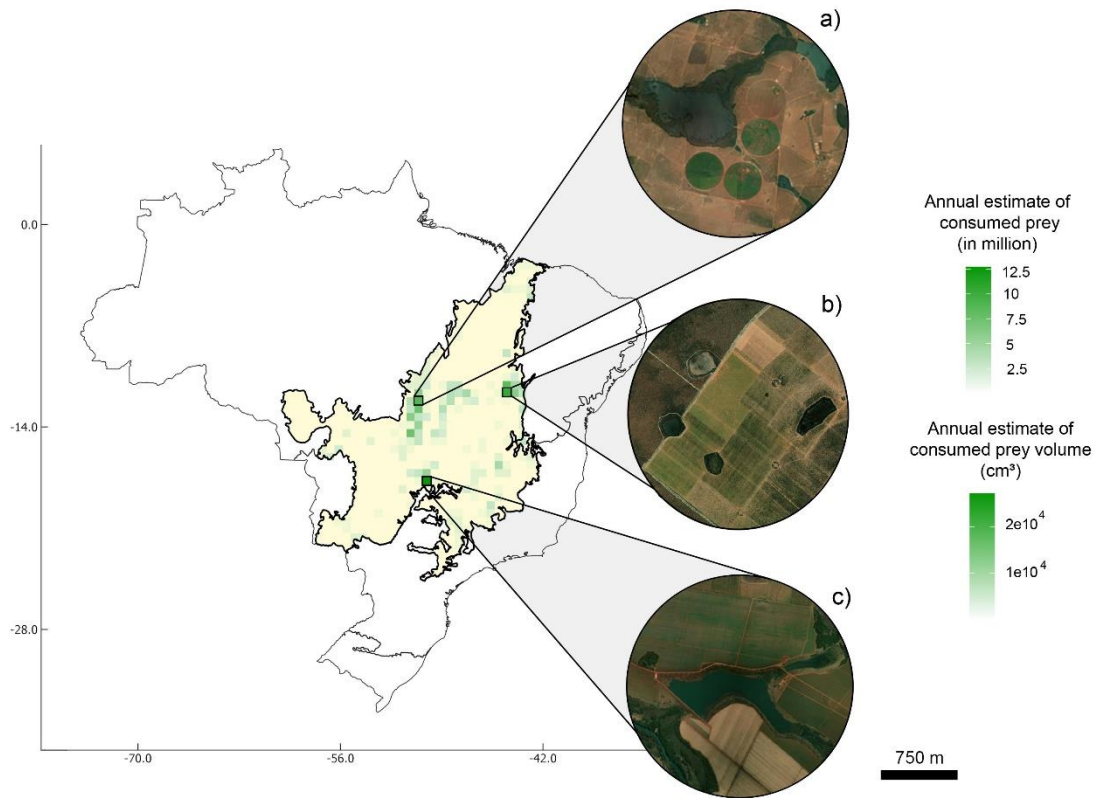 a)
b)
c)
0.0
-14.0
-28.0
-70.0
-56.0
-42.0
Annual estimate of
consumed prey
(in million)
12.5
10
7.5
5
2.5
Annual estimate of
consumed prey volume
(cm³)
2e10⁴
1e10⁴
750 m